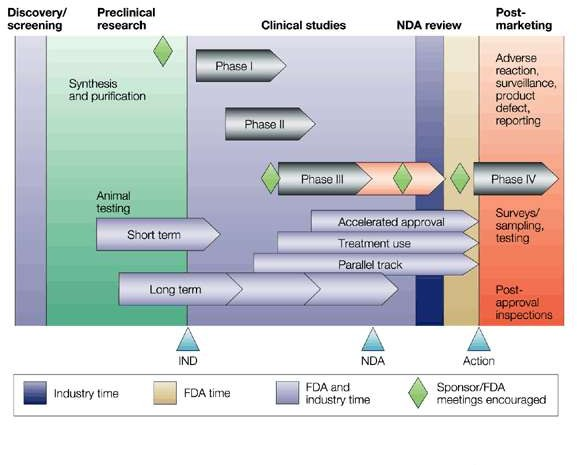 Discovery/
screening
Preclinical
research
Clinical studies
NDA review
Post-
marketing
Phase I
Synthesis
and purification
Adverse
reaction,
surveillance,
product
defect,
reporting
Phase II
Phase III
Phase IV
Animal
testing
Short term
Accelerated approval
Treatment use
Parallel track
Surveys/
sampling,
testing
Long term
Post-
approval
inspections
IND
NDA
Action
Industry time
FDA time
FDA and
industry time
Sponsor/FDA
meetings encouraged